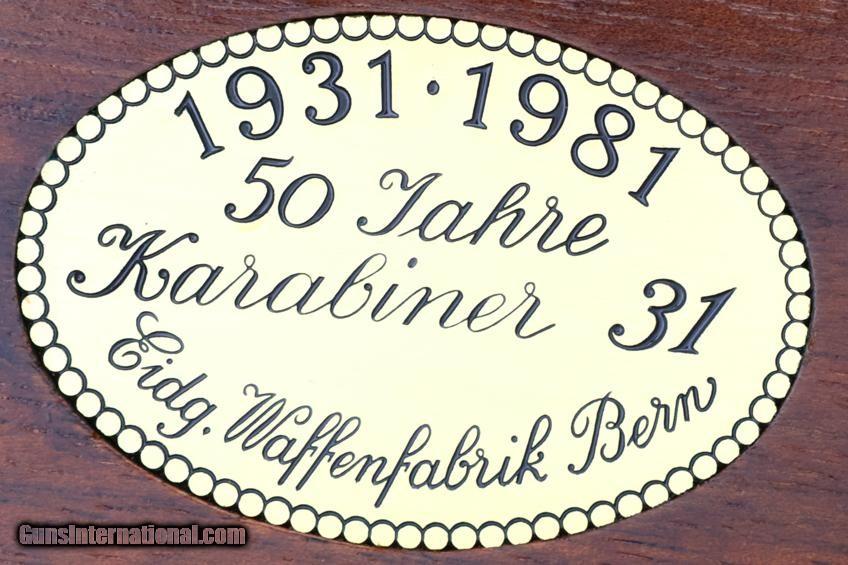 1931 · 1981
50 Jahre
Karabiner 31
Eidg. Waffenfabrik Bern
GunsInternational.com